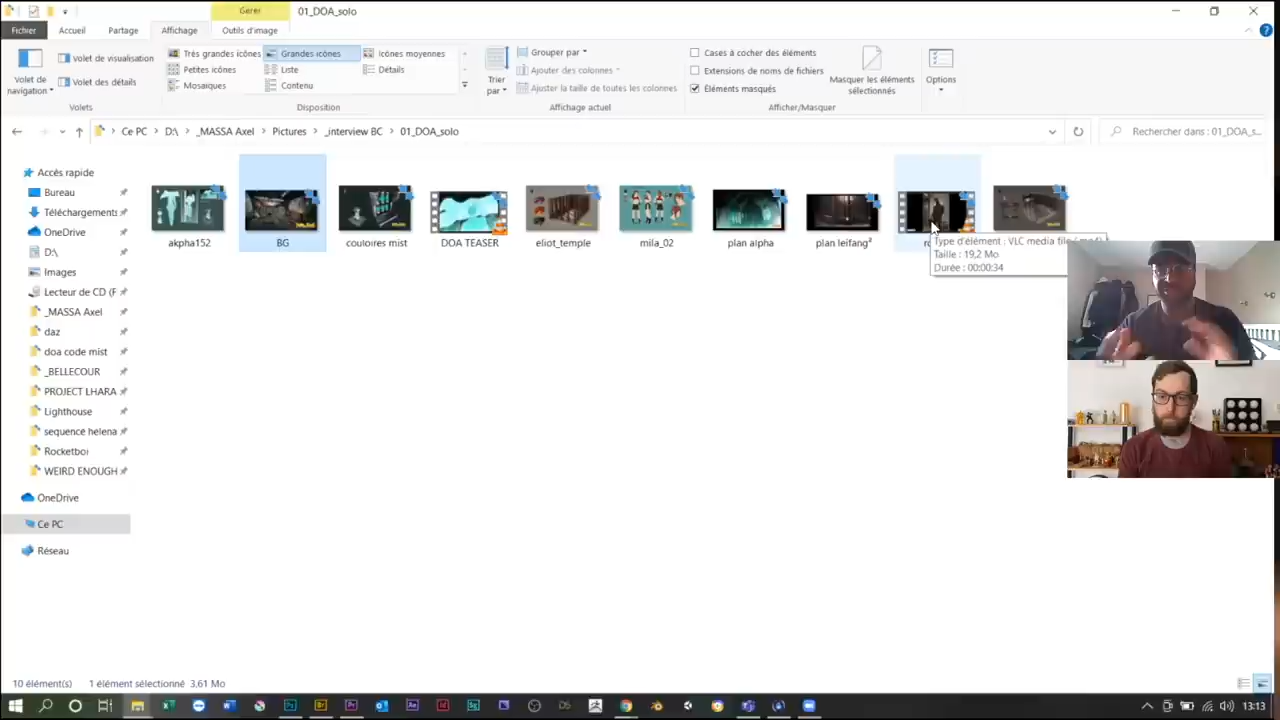 Gérer
01_DOA_solo
Fichier
Accueil
Partage
Affichage
Outils d'image
Volet de navigation
Volet de visualisation
Volet des détails
Volets
Très grandes icônes
Grandes icônes
Icônes moyennes
Petites icônes
Liste
Détails
Mosaïques
Contenu
Disposition
Trier par
Grouper par
Ajouter des colonnes
Ajuster la taille de toutes les colonnes
Affichage actuel
Cases à cocher des éléments
Extensions de noms de fichiers
Éléments masqués
Masquer les éléments sélectionnés
Afficher/Masquer
Options
Ce PC > D:\ > _MASSA Axel > Pictures > _interview BC > 01_DOA_solo
Rechercher dans : 01_DOA_s...
Accès rapide
Bureau
Téléchargements
OneDrive
D:\
Images
Lecteur de CD (F
_MASSA Axel
daz
doa code mist
_BELLECOUR
PROJECT LHARA
Lighthouse
sequence helena
Rocketboi
WEIRD ENOUGH
OneDrive
Ce PC
Réseau
akpha152
BG
couloires mist
DOA TEASER
eliot_temple
mila_02
plan alpha
plan leifang²
Type d'élément : VLC media file (.mp4)
Taille : 19,2 Mo
Durée : 00:00:34
10 élément(s)
1 élément sélectionné 3,61 Mo
13:13